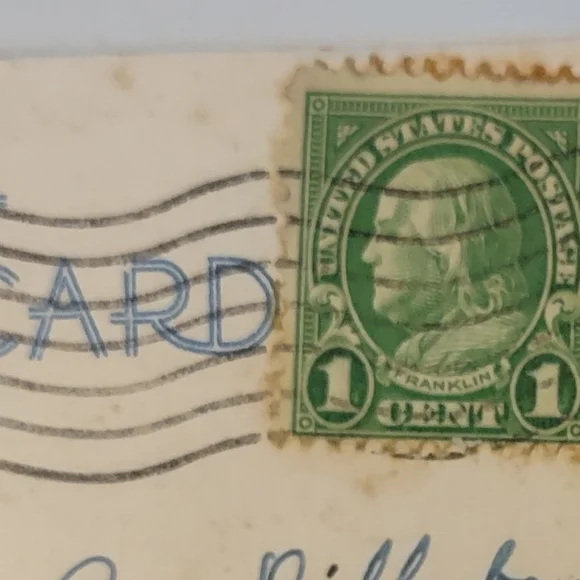 UNITED STATES POSTAGE
CARD
FRANKLIN
1 CENT 1